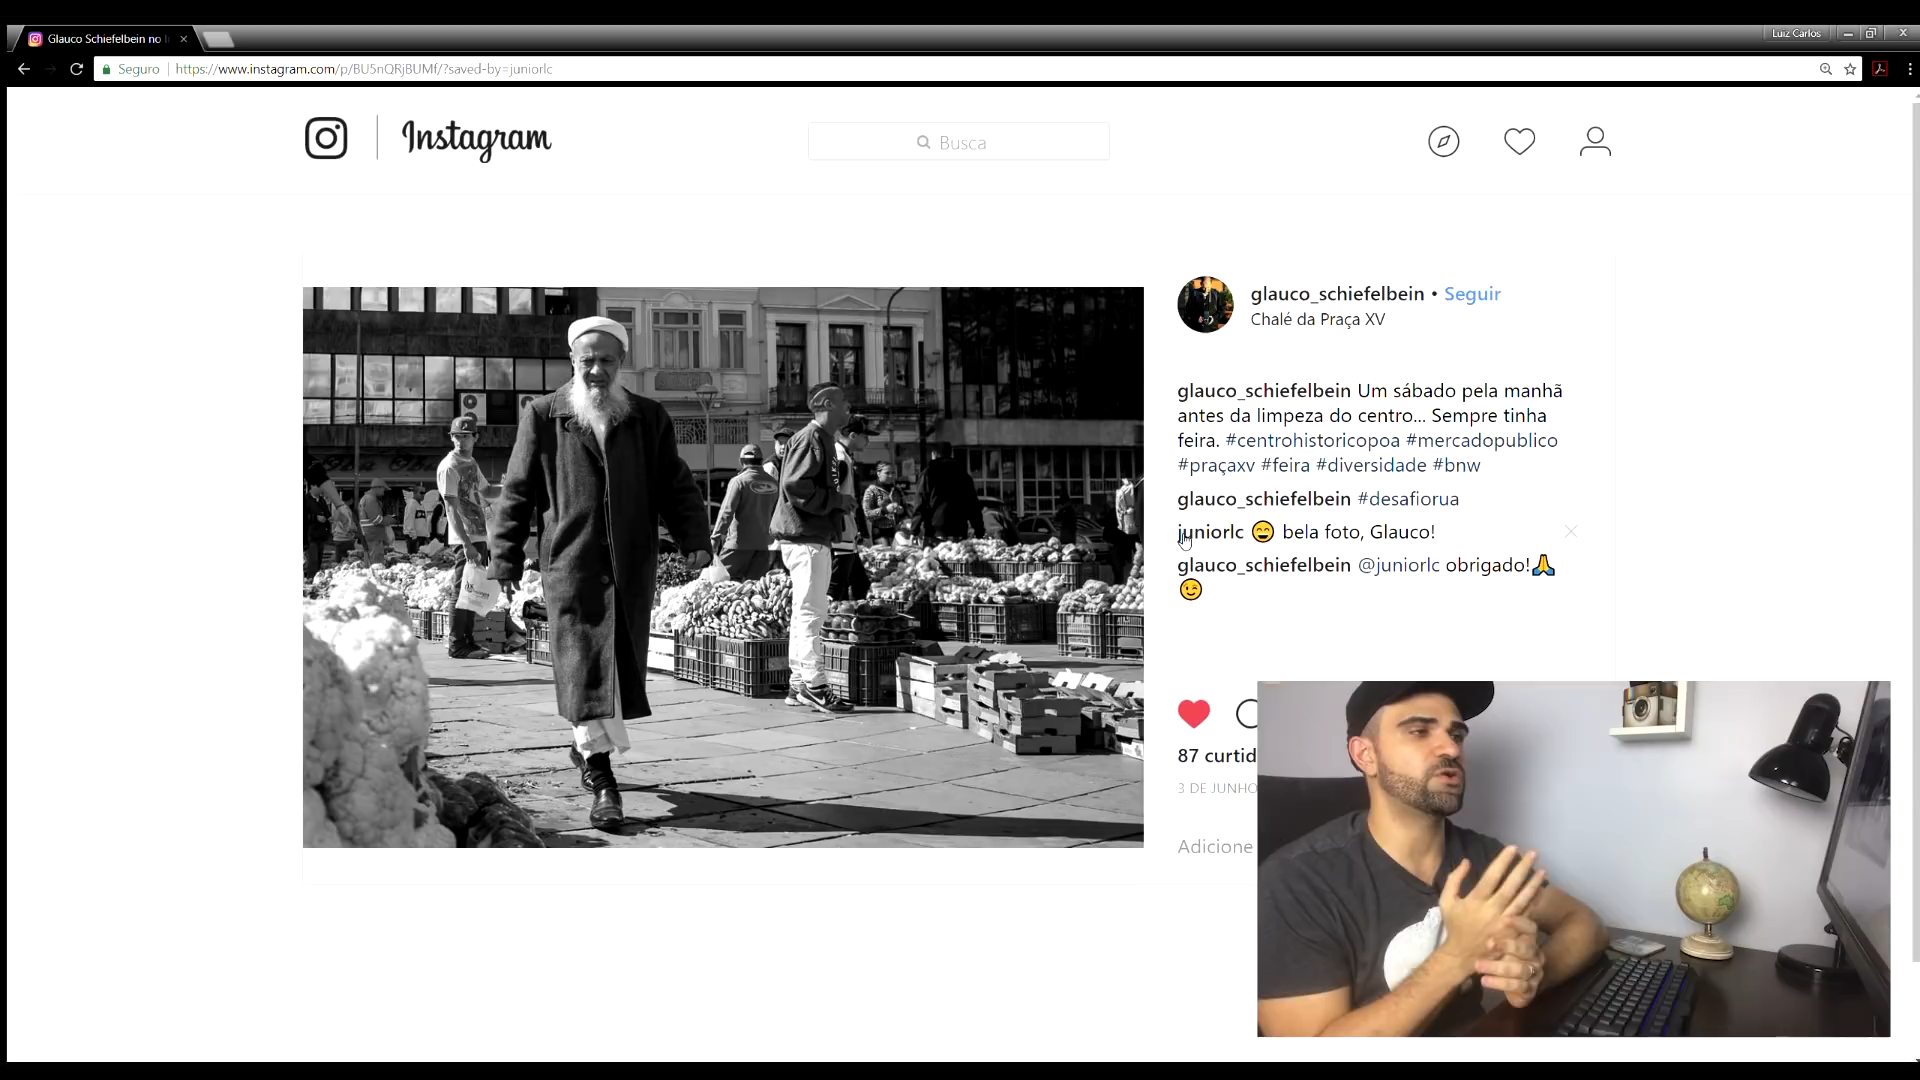 Glauco Schiefelbein no
Luiz Carlos
Seguro
https://www.instagram.com/p/BU5nQRjBUMf/?saved-by=juniorlc
Instagram
Busca
glauco_schiefelbein • Seguir
Chalé da Praça XV
glauco_schiefelbein Um sábado pela manhã
antes da limpeza do centro... Sempre tinha
feira. #centrohistoricopoa #mercadopublico
#praçaxv #feira #diversidade #bnw
glauco_schiefelbein #desafiorua
juniorlc 😄 bela foto, Glauco!
glauco_schiefelbein @juniorlc obrigado!🙏
😉
87 curtid
3 DE JUNHO
Adicione